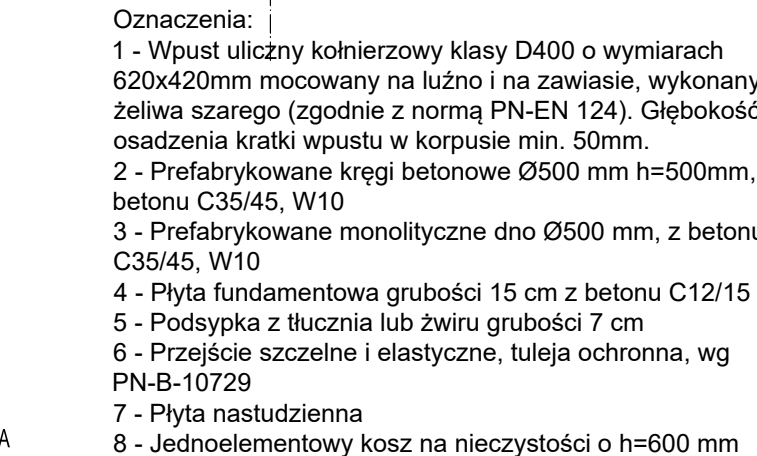 Oznaczenia:
1 - Wpust uliczny kołnierzowy klasy D400 o wymiarach
620x420mm mocowany na luźno i na zawiasie, wykonany
żeliwa szarego (zgodnie z normą PN-EN 124). Głębokość
osadzenia kratki wpustu w korpusie min. 50mm.
2 - Prefabrykowane kręgi betonowe Ø500 mm h=500mm,
betonu C35/45, W10
3 - Prefabrykowane monolityczne dno Ø500 mm, z betonu
C35/45, W10
4 - Płyta fundamentowa grubości 15 cm z betonu C12/15
5 - Podsypka z tłucznia lub żwiru grubości 7 cm
6 - Przejście szczelne i elastyczne, tuleja ochronna, wg
PN-B-10729
7 - Płyta nastudzienna
A
8 - Jednoelementowy kosz na nieczystości o h=600 mm